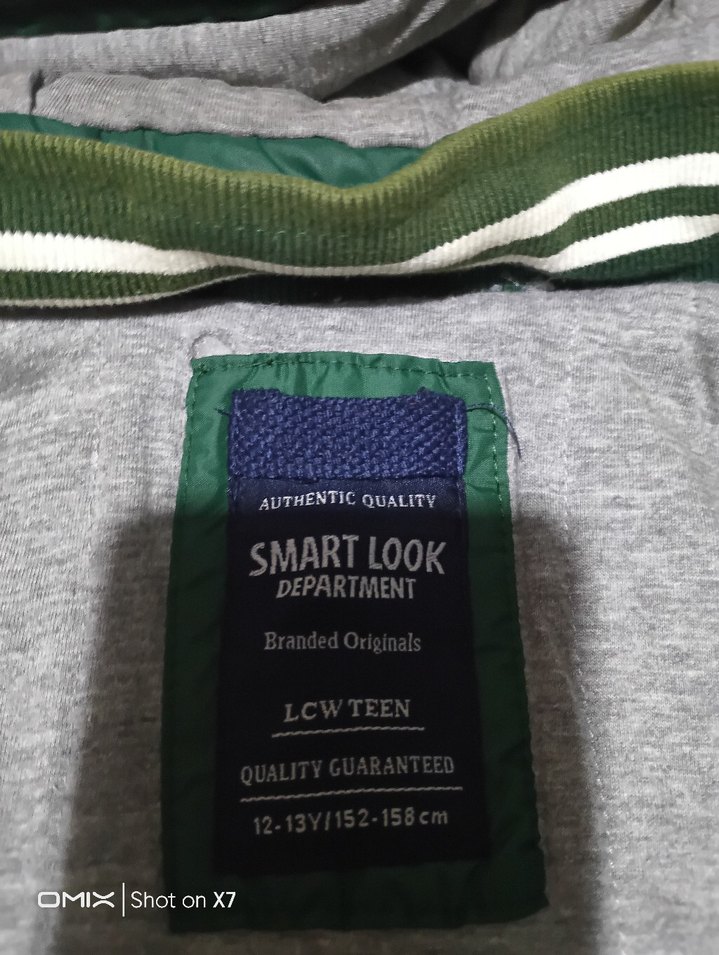 AUTHENTIC QUALITY
SMART LOOK
DEPARTMENT
Branded Originals
LCW TEEN
QUALITY GUARANTEED
12-13Y/152-158cm
OMIX | Shot on X7